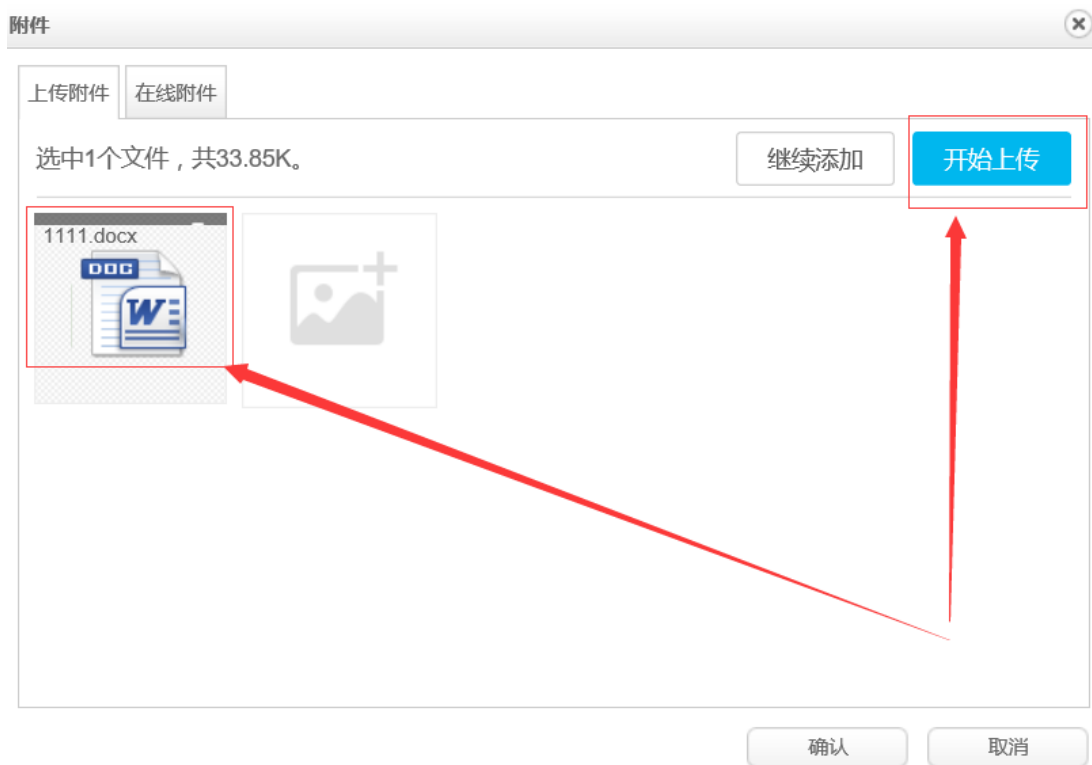 附件
上传附件 在线附件
选中1个文件，共33.85K。 继续添加 开始上传
1111.docx
DOC
W
确认 取消